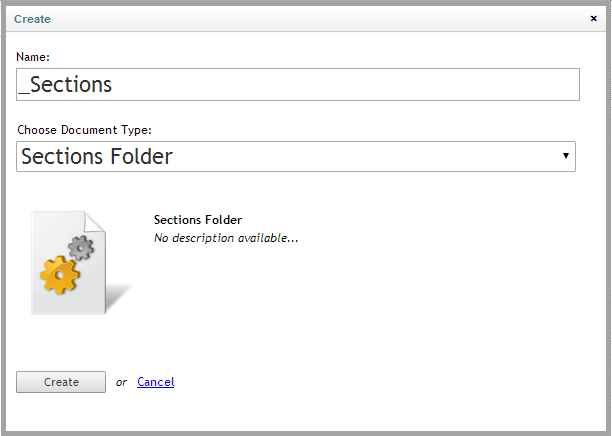 Create
×
Name:
_Sections
Choose Document Type:
Sections Folder
Sections Folder
No description available...
Create or Cancel